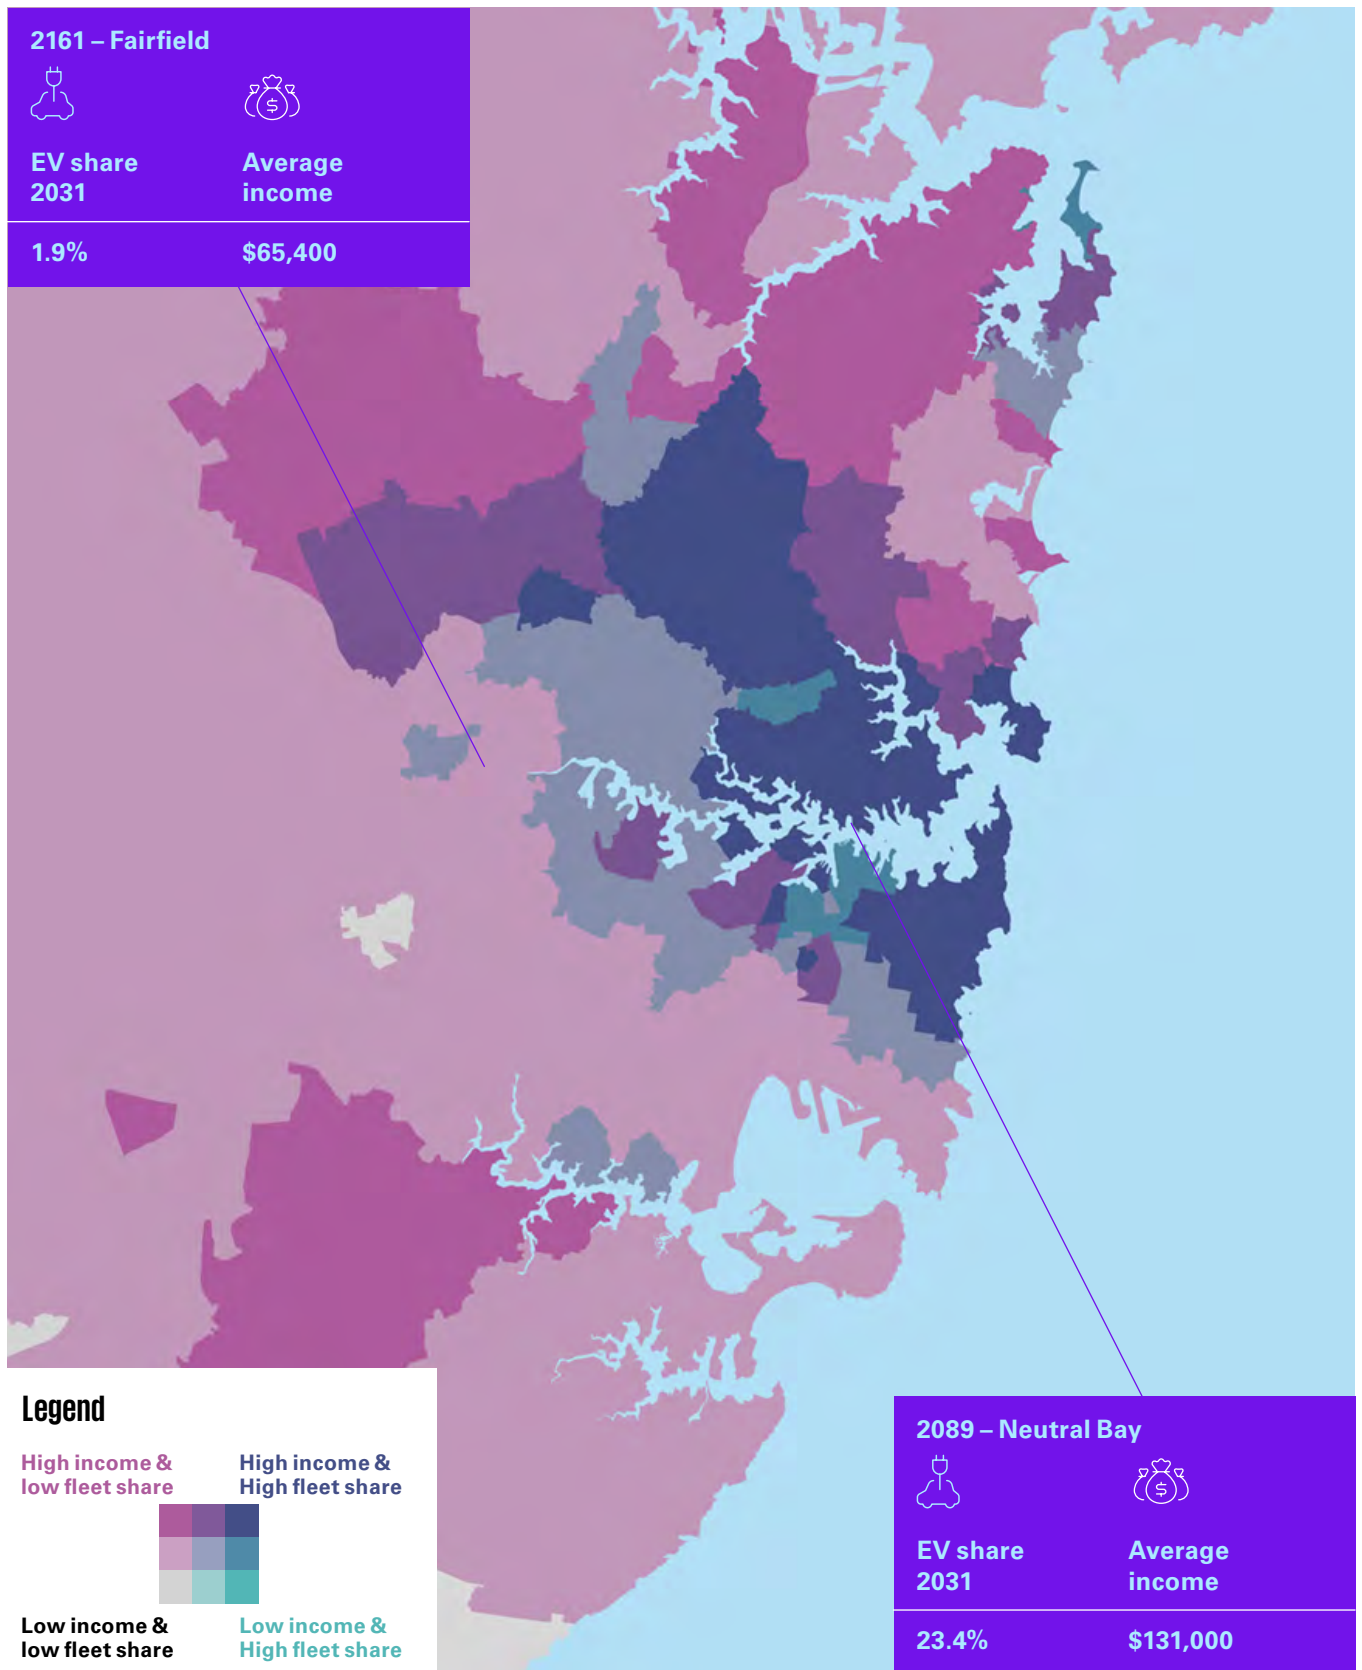 2161 – Fairfield
EV share
2031
Average
income
1.9%
$65,400
Legend
High income &
low fleet share
High income &
High fleet share
Low income &
low fleet share
Low income &
High fleet share
2089 – Neutral Bay
EV share
2031
Average
income
23.4%
$131,000